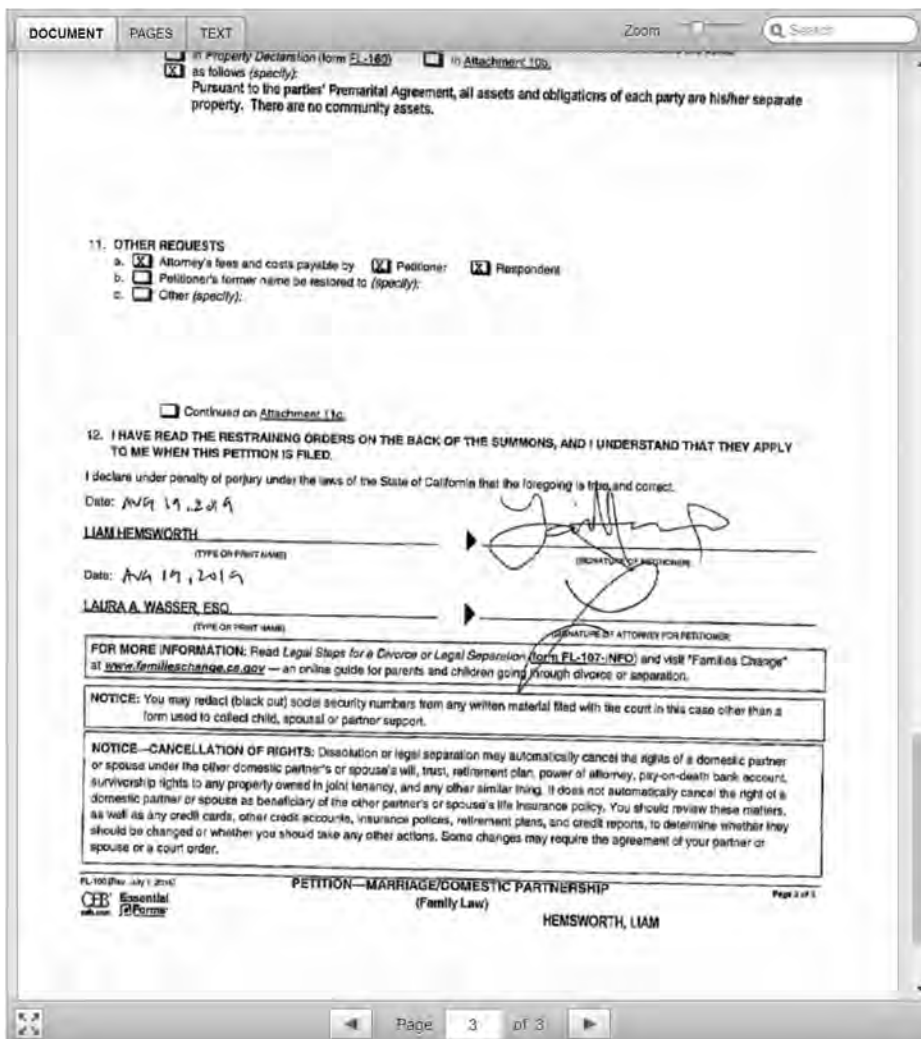 DOCUMENT PAGES TEXT Zoom Search
in Property Declaration (form FL-160) in Attachment 10b.
X as follows (specify):
Pursuant to the parties' Premarital Agreement, all assets and obligations of each party are his/her separate
property. There are no community assets.
11. OTHER REQUESTS
a. X Attorney's fees and costs payable by X Petitioner X Respondent
b. Petitioner's former name be restored to (specify):
c. Other (specify):
Continued on Attachment 11c.
12. I HAVE READ THE RESTRAINING ORDERS ON THE BACK OF THE SUMMONS, AND I UNDERSTAND THAT THEY APPLY
TO ME WHEN THIS PETITION IS FILED.
I declare under penalty of perjury under the laws of the State of California that the foregoing is true and correct.
Date: AUG 19, 2019
LIAM HEMSWORTH
(TYPE OR PRINT NAME) (SIGNATURE OF PETITIONER)
Date: AUG 19, 2019
LAURA A. WASSER, ESQ.
(TYPE OR PRINT NAME) (SIGNATURE OF ATTORNEY FOR PETITIONER)
FOR MORE INFORMATION: Read Legal Steps for a Divorce or Legal Separation (form FL-107-INFO) and visit "Families Change"
at www.familieschange.ca.gov — an online guide for parents and children going through divorce or separation.
NOTICE: You may redact (black out) social security numbers from any written material filed with the court in this case other than a
form used to collect child, spousal or partner support.
NOTICE—CANCELLATION OF RIGHTS: Dissolution or legal separation may automatically cancel the rights of a domestic partner
or spouse under the other domestic partner's or spouse's will, trust, retirement plan, power of attorney, pay-on-death bank account,
survivorship rights to any property owned in joint tenancy, and any other similar thing. It does not automatically cancel the right of a
domestic partner or spouse as beneficiary of the other partner's or spouse's life insurance policy. You should review these matters,
as well as any credit cards, other credit accounts, insurance polices, retirement plans, and credit reports, to determine whether they
should be changed or whether you should take any other actions. Some changes may require the agreement of your partner or
spouse or a court order.
FL-100 PETITION—MARRIAGE/DOMESTIC PARTNERSHIP Page 3 of 3
CEB Essential (Family Law)
Forms
HEMSWORTH, LIAM
Page 3 of 3